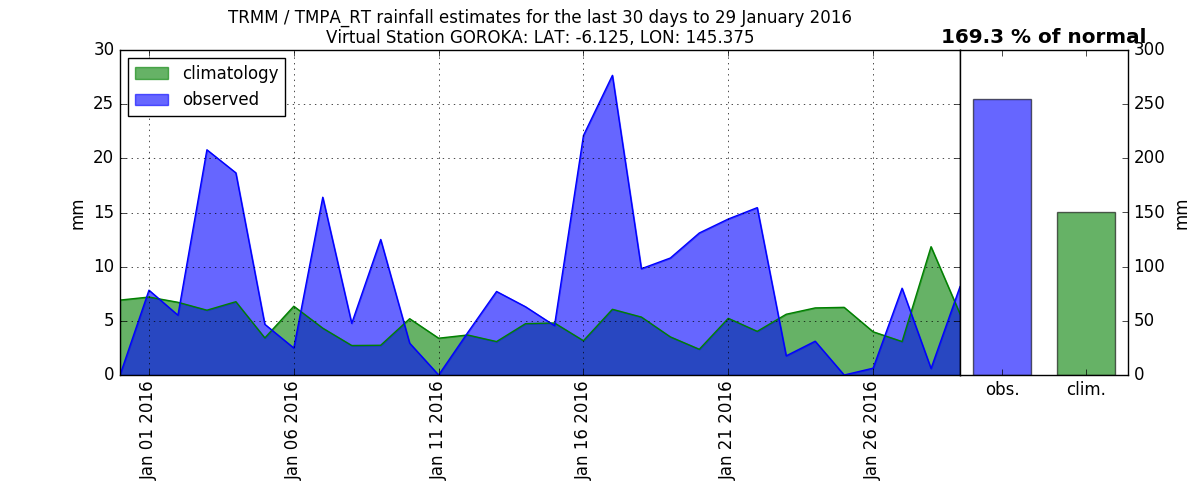 TRMM / TMPA_RT rainfall estimates for the last 30 days to 29 January 2016
Virtual Station GOROKA: LAT: -6.125, LON: 145.375
169.3 % of normal
climatology
observed
30
25
20
15
10
5
0
mm
300
250
200
150
100
50
0
mm
Jan 01 2016
Jan 06 2016
Jan 11 2016
Jan 16 2016
Jan 21 2016
Jan 26 2016
obs.
clim.